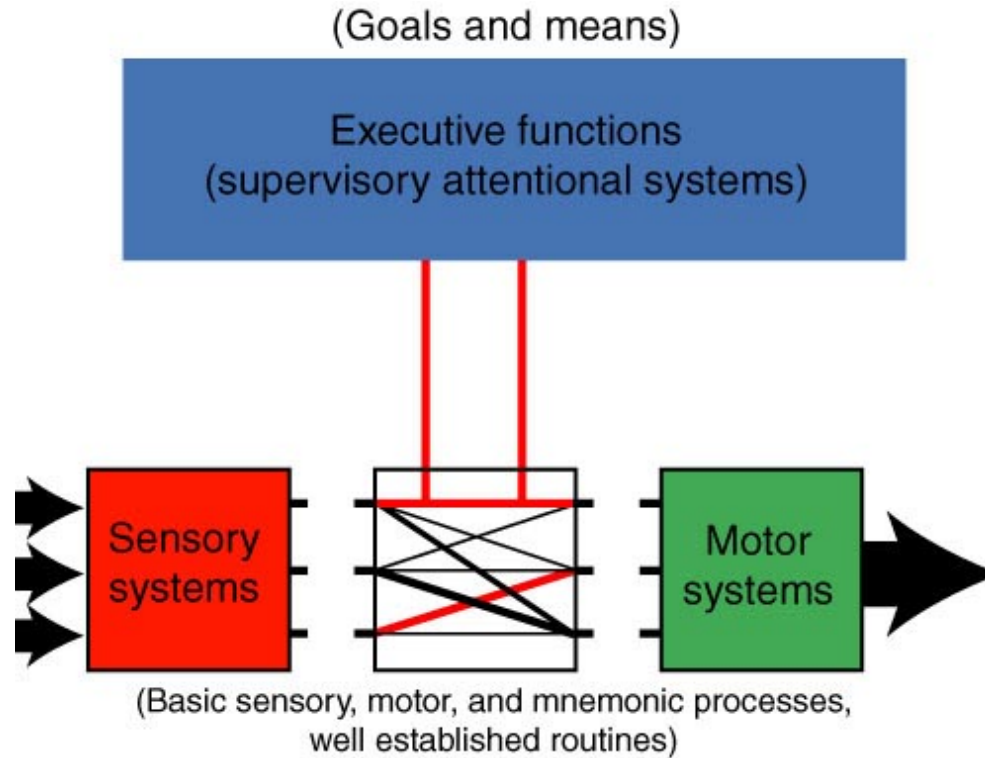 (Goals and means)
Executive functions
(supervisory attentional systems)
Sensory
systems
Motor
systems
(Basic sensory, motor, and mnemonic processes,
well established routines)